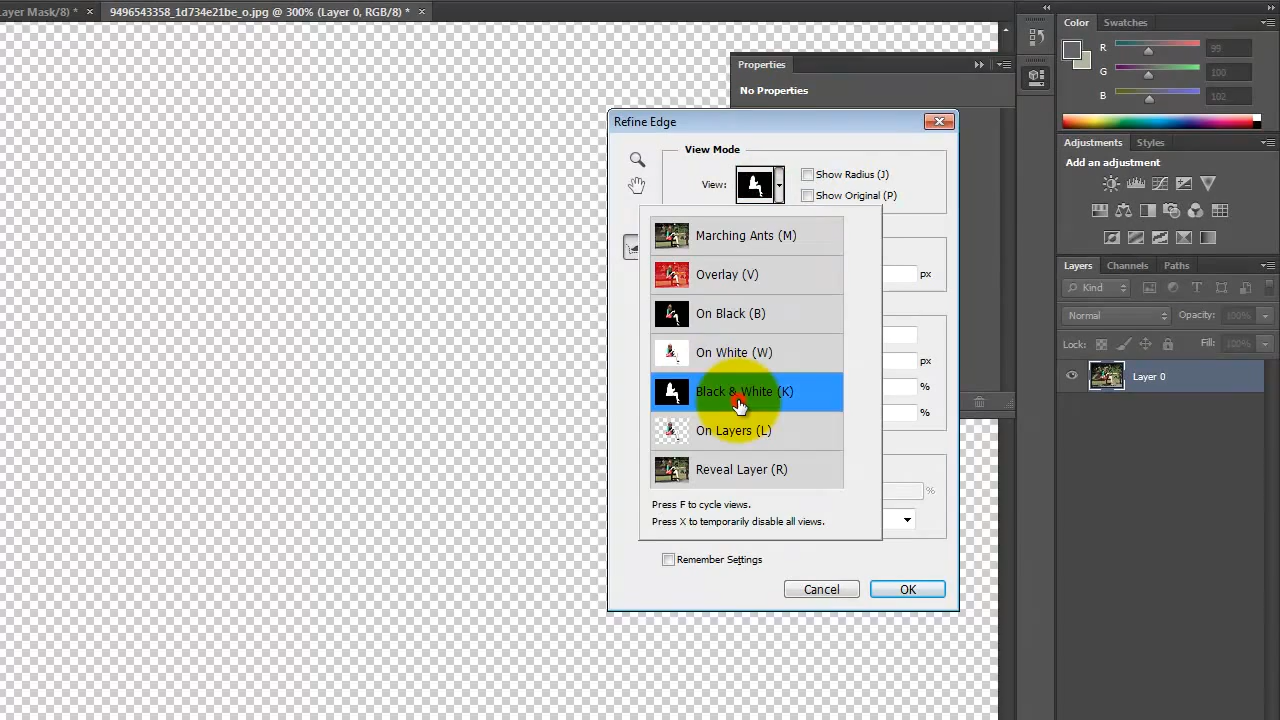 Layer Mask/8) * ×
9496543358_1d734e21be_o.jpg @ 300% (Layer 0, RGB/8) * ×
Color
Swatches
R
99
G
100
B
102
Properties
No Properties
Refine Edge
View Mode
View:
Show Radius (J)
Show Original (P)
Marching Ants (M)
Overlay (V)
On Black (B)
On White (W)
Black & White (K)
On Layers (L)
Reveal Layer (R)
Press F to cycle views.
Press X to temporarily disable all views.
px
px
%
%
%
Remember Settings
Cancel
OK
Adjustments
Styles
Add an adjustment
Layers
Channels
Paths
Kind
Normal
Opacity:
100%
Lock:
Fill:
100%
Layer 0